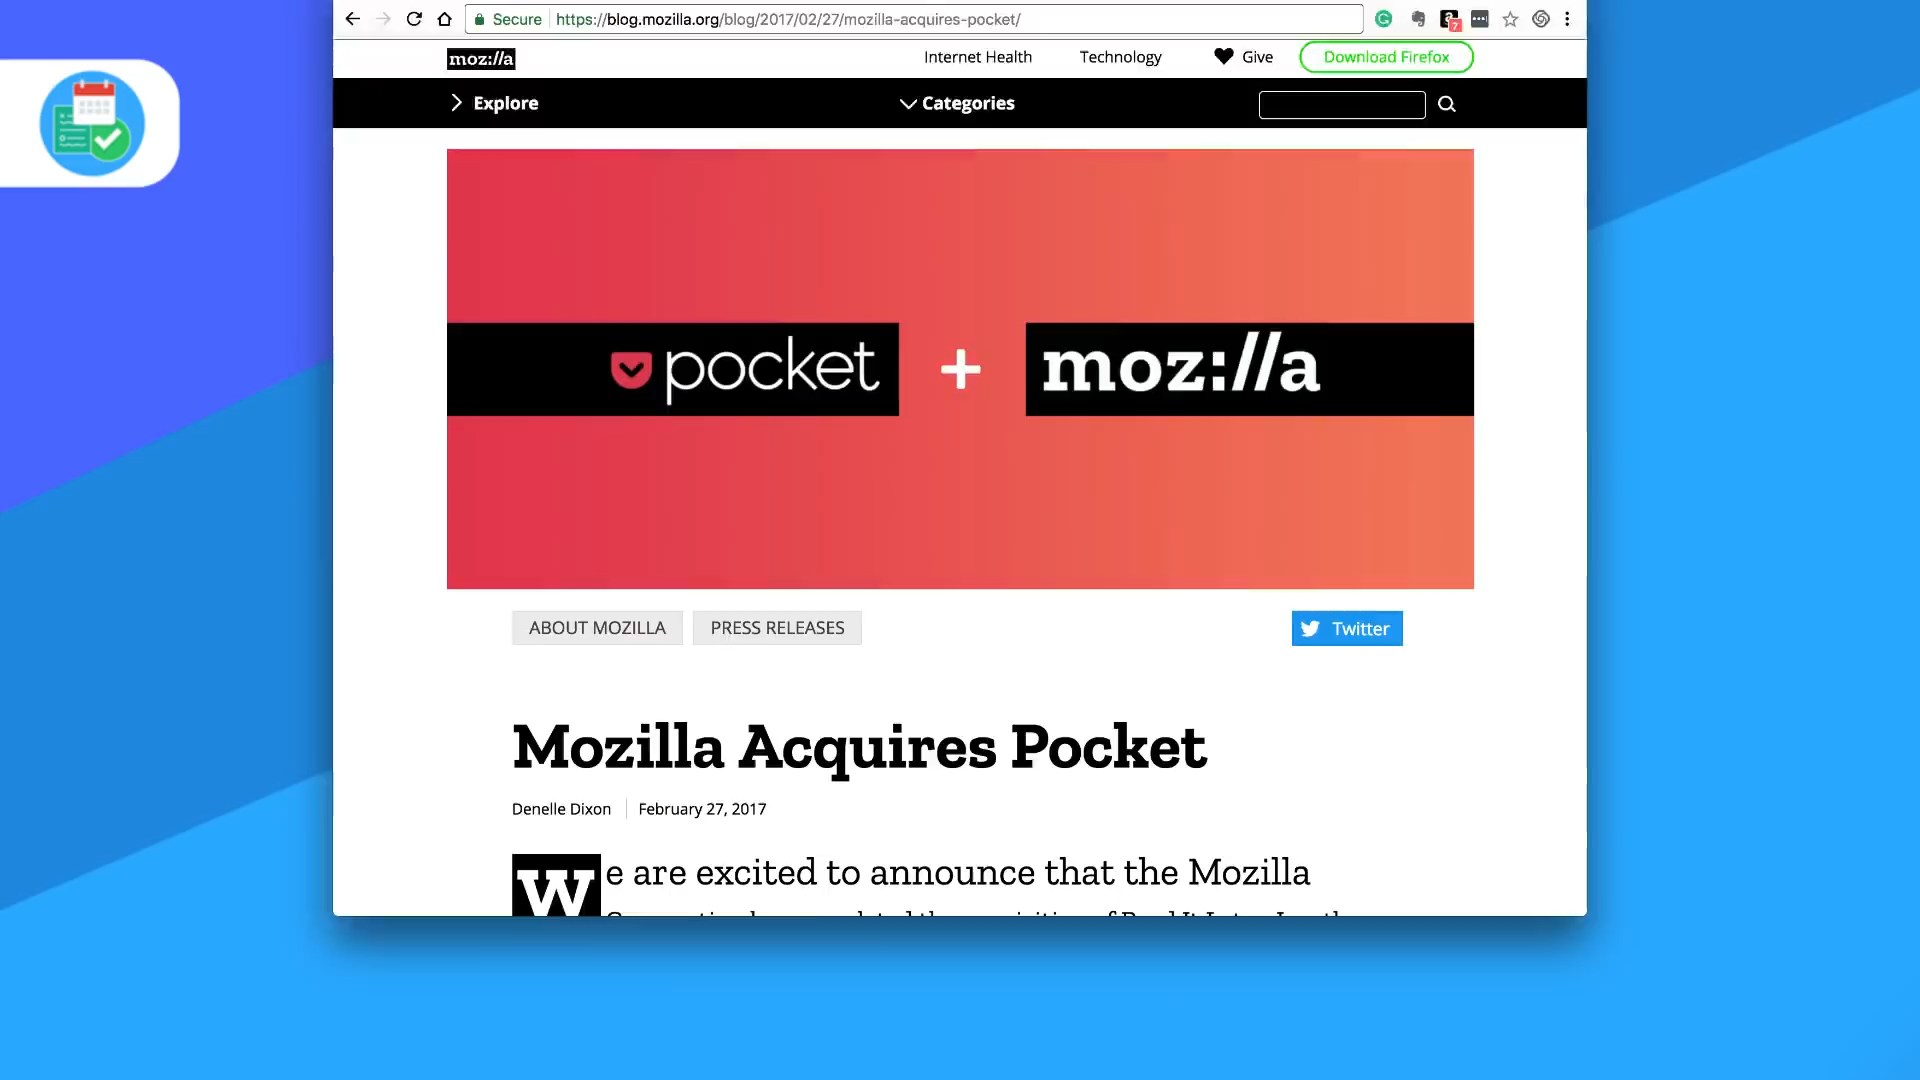 Secure https://blog.mozilla.org/blog/2017/02/27/mozilla-acquires-pocket/
7
moz://a
Internet Health
Technology
Give
Download Firefox
Explore
Categories
pocket + moz://a
ABOUT MOZILLA
PRESS RELEASES
Twitter
Mozilla Acquires Pocket
Denelle Dixon
February 27, 2017
We are excited to announce that the Mozilla